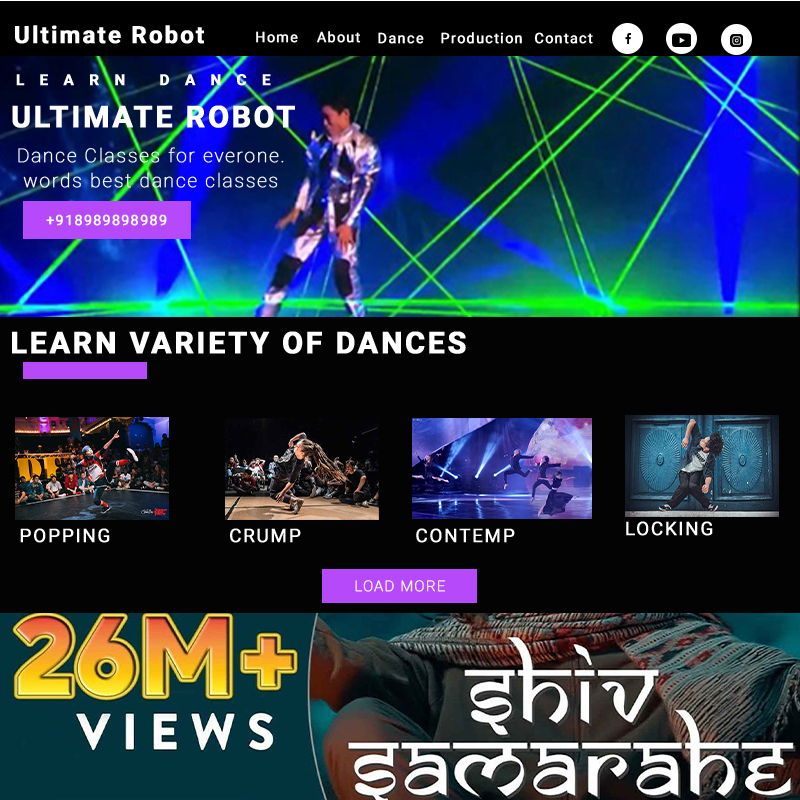 Ultimate Robot
Home About Dance Production Contact
LEARN DANCE
ULTIMATE ROBOT
Dance Classes for everone.
words best dance classes
+918989898989
LEARN VARIETY OF DANCES
POPPING
CRUMP
CONTEMP
LOCKING
LOAD MORE
26M+
VIEWS
Shiv
Samarahe